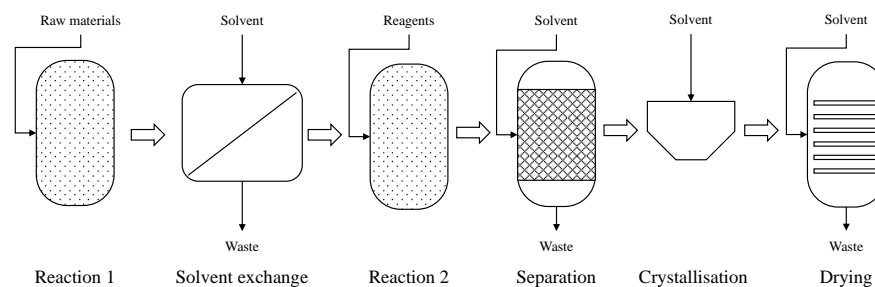 Raw materials
Solvent
Reagents
Solvent
Solvent
Solvent
Waste
Waste
Waste
Reaction 1
Solvent exchange
Reaction 2
Separation
Crystallisation
Drying